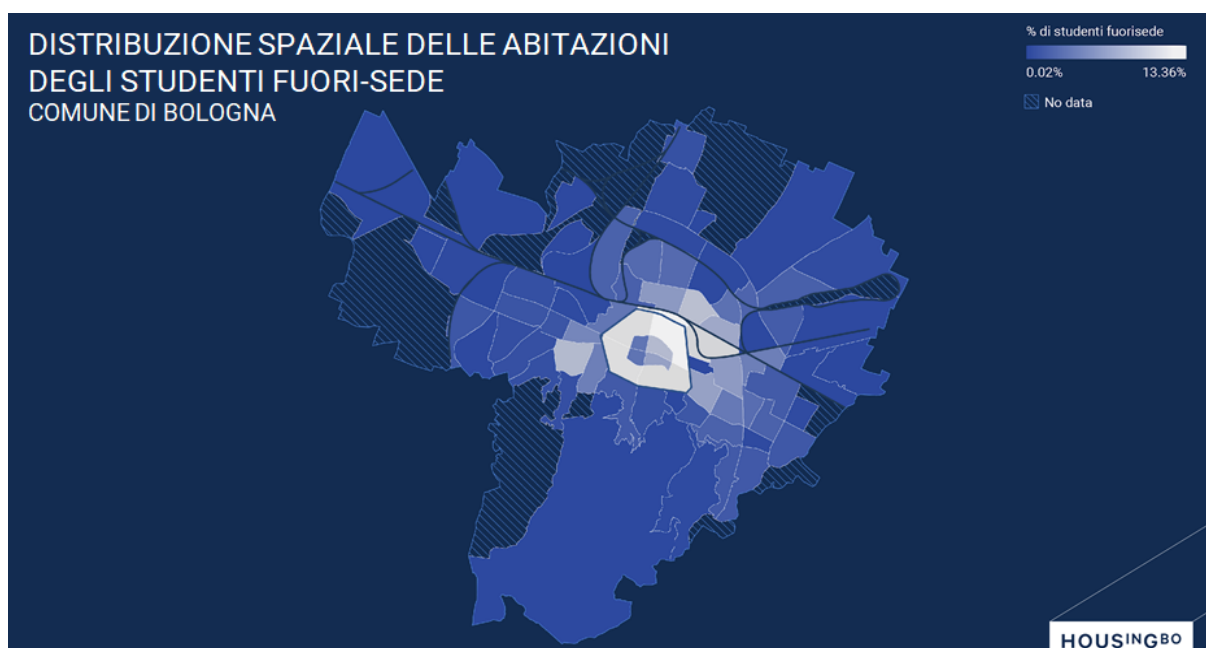 DISTRIBUZIONE SPAZIALE DELLE ABITAZIONI
DEGLI STUDENTI FUORI-SEDE
COMUNE DI BOLOGNA
% di studenti fuorisede
0.02% 13.36%
No data
HOUSINGBO